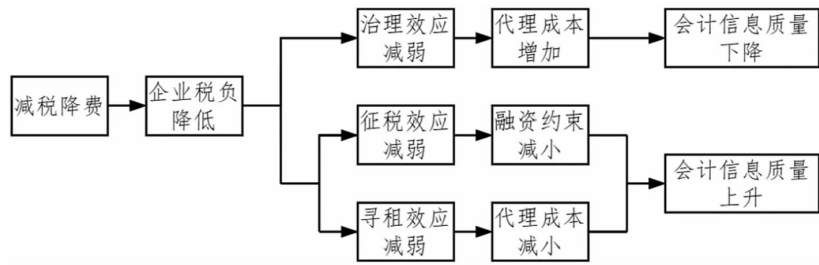 减税降费
企业税负
降低
治理效应
减弱
代理成本
增加
会计信息质量
下降
征税效应
减弱
融资约束
减小
寻租效应
减弱
代理成本
减小
会计信息质量
上升